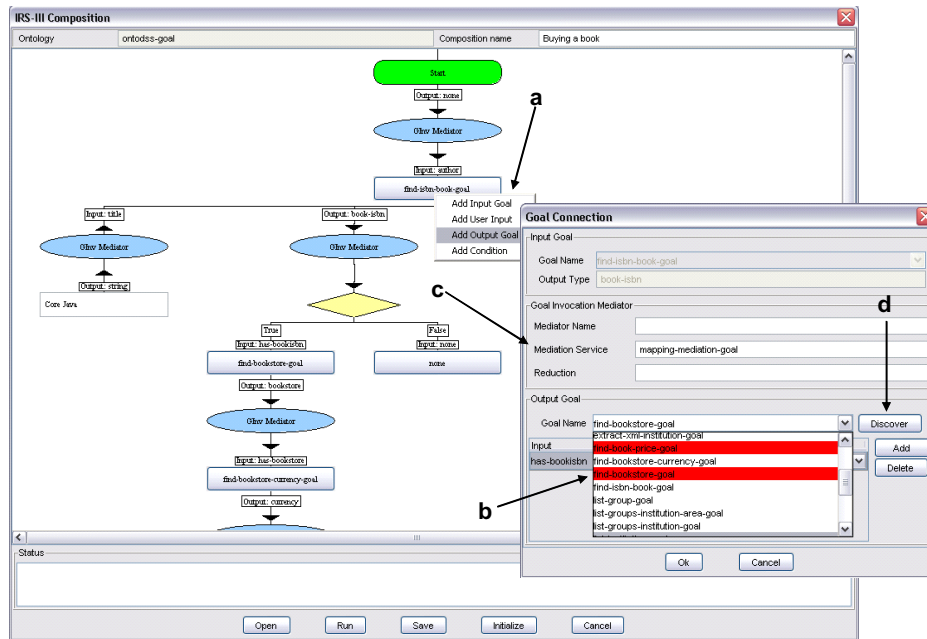 IRS-III Composition
Ontology
ontodss-goal
Composition name
Buying a book
Start
Output: none
a
GInv Mediator
Input: author
find-isbn-book-goal
Add Input Goal
Add User Input
Add Output Goal
Add Condition
Input: title
Output: book-isbn
GInv Mediator
GInv Mediator
Output: string
Core Java
True
False
Input: has-bookisbn
Input: none
find-bookstore-goal
none
Output: bookstore
GInv Mediator
Input: has-bookstore
find-bookstore-currency-goal
Output: currency
Goal Connection
Input Goal
Goal Name
find-isbn-book-goal
Output Type
book-isbn
c
d
Goal Invocation Mediator
Mediator Name
Mediation Service
mapping-mediation-goal
Reduction
Output Goal
Goal Name
find-bookstore-goal
Discover
Input
extract-xml-institution-goal
find-book-price-goal
Add
has-bookisbn
find-bookstore-currency-goal
find-bookstore-goal
Delete
find-isbn-book-goal
b
list-group-goal
list-groups-institution-area-goal
list-groups-institution-goal
Ok
Cancel
Status
Open
Run
Save
Initialize
Cancel